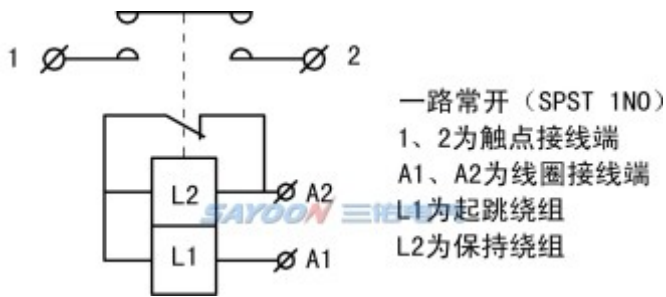 1
2
一路常开（SPST 1NO）
1、2为触点接线端
A1、A2为线圈接线端
L1为起跳绕组
L2为保持绕组
L2
A2
SAYOON 三佑
L1
A1